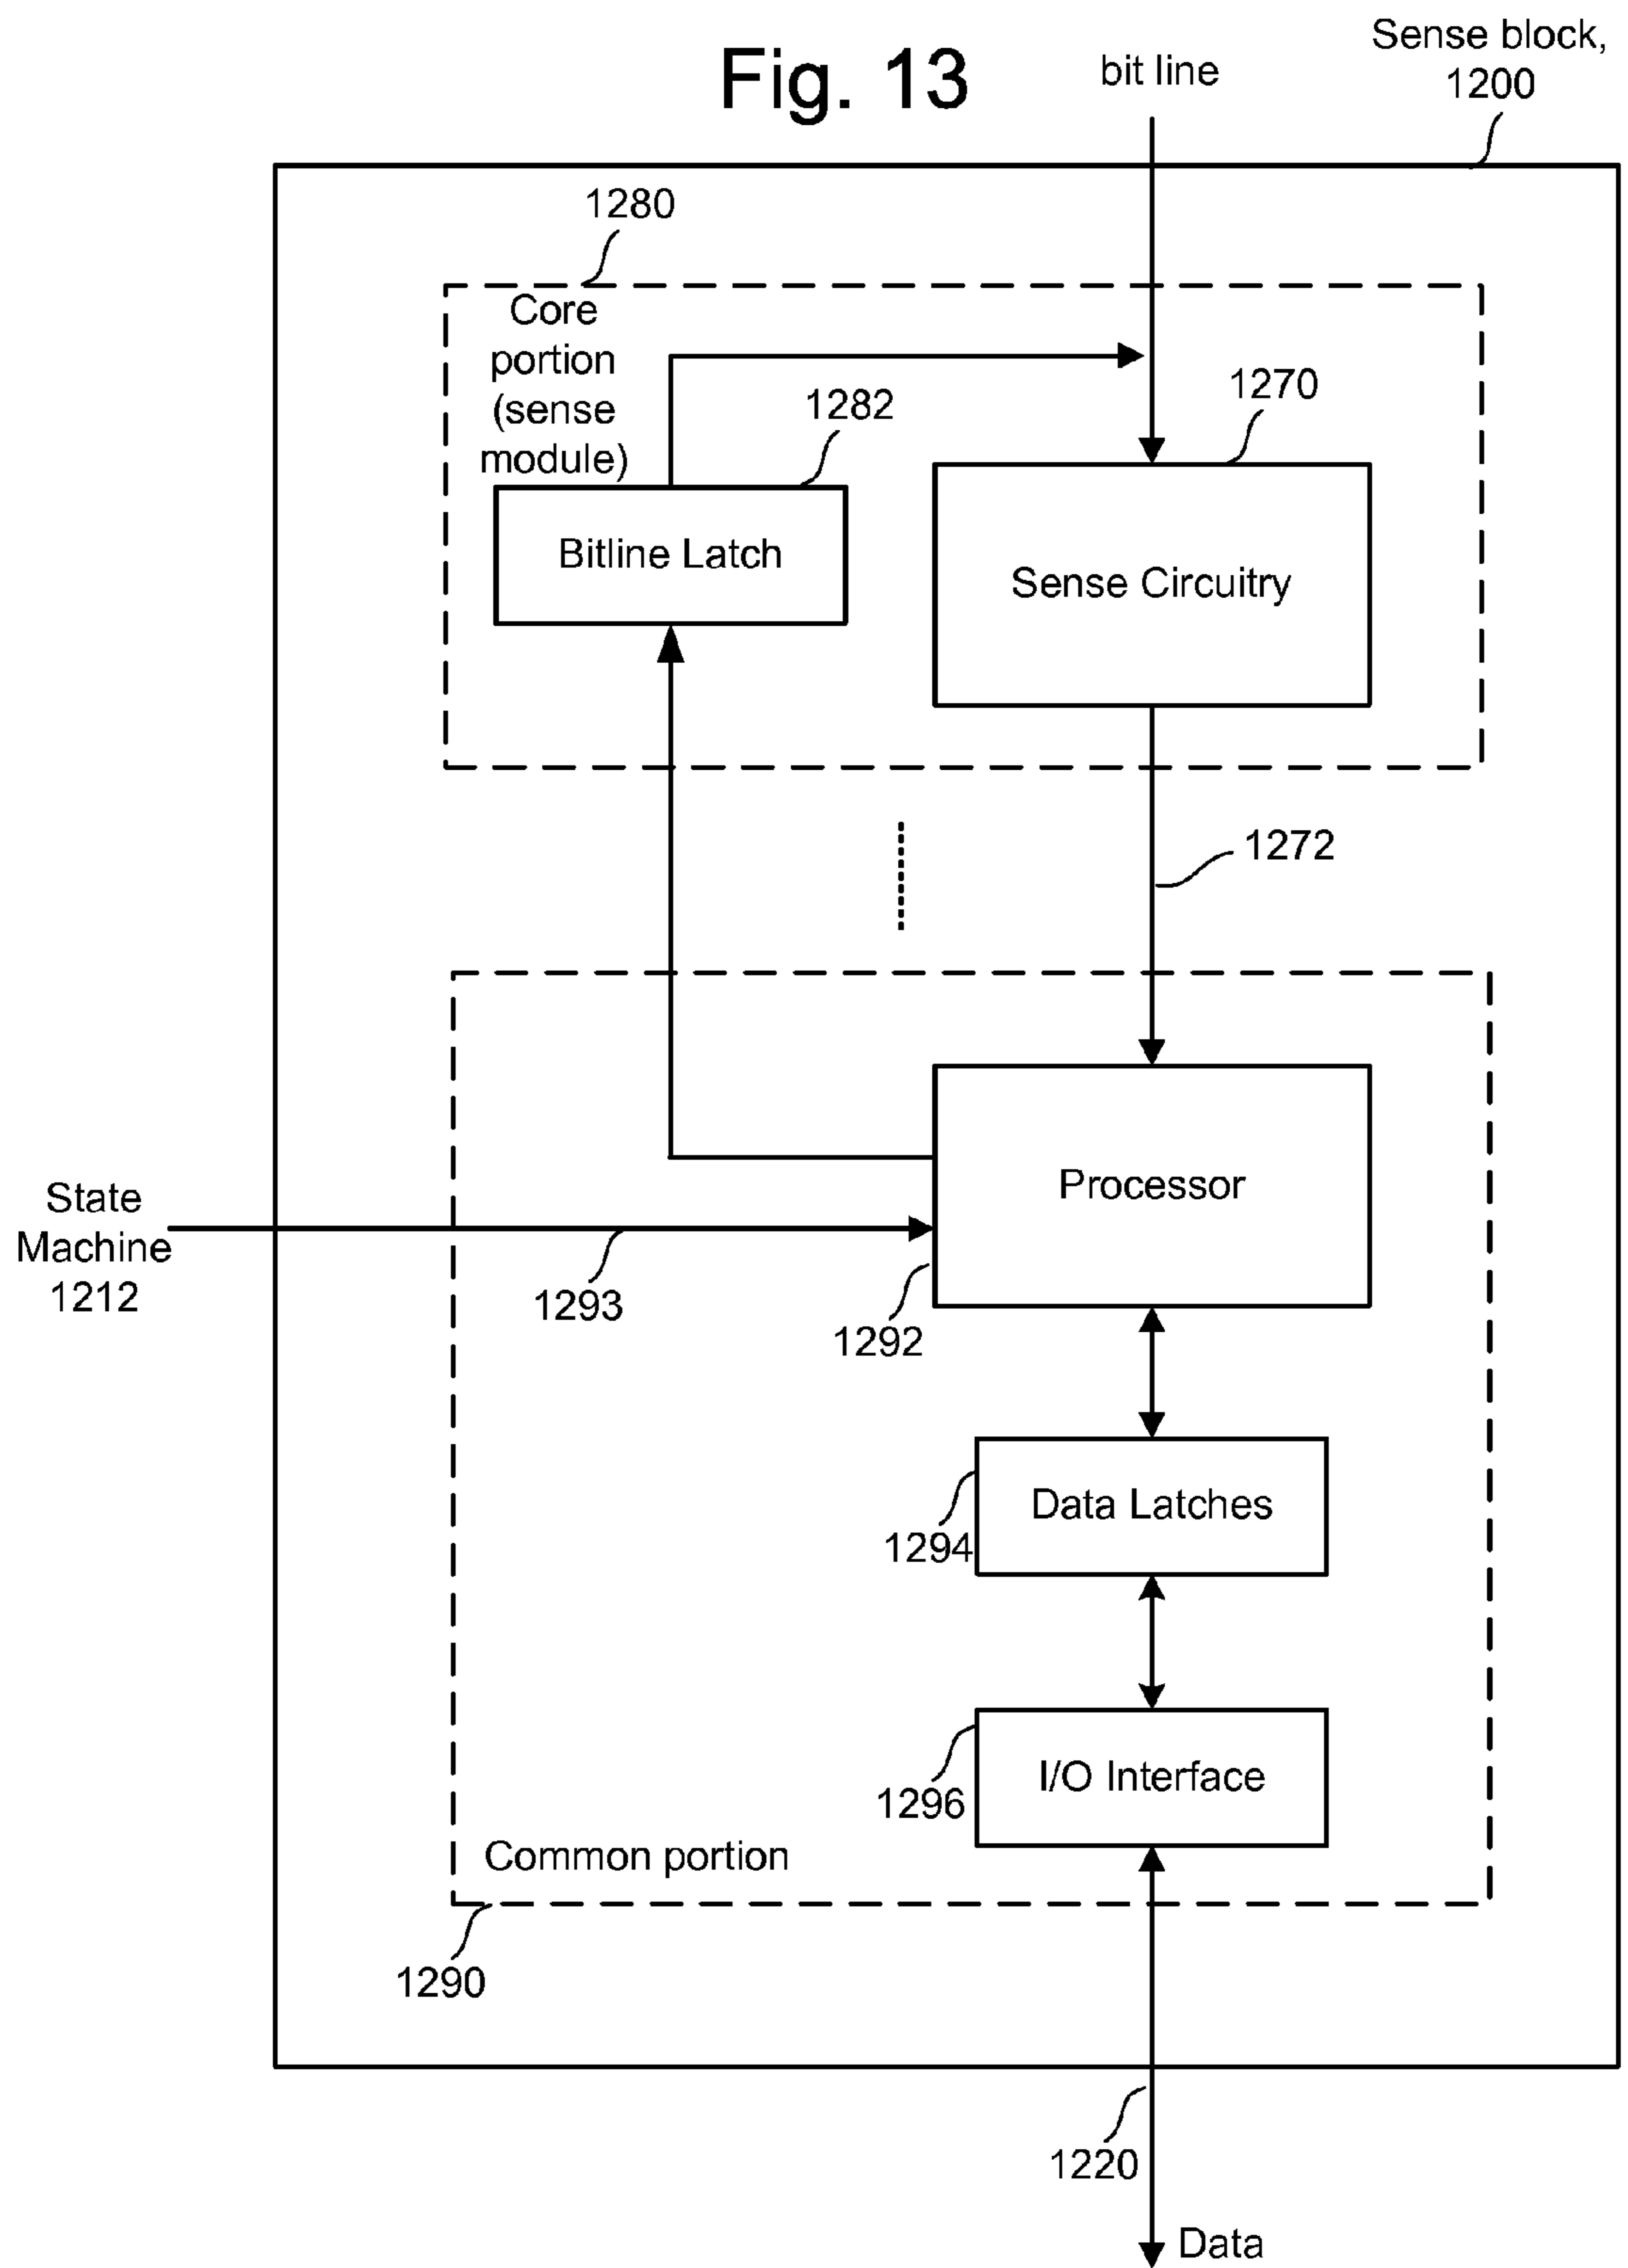 Fig. 13
bit line
Sense block,
1200
1280
Core
portion
(sense
module)
1282
1270
Bitline Latch
Sense Circuitry
1272
Processor
State
Machine
1212
1293
1292
Data Latches
1294
I/O Interface
1296
Common portion
1290
1220
Data